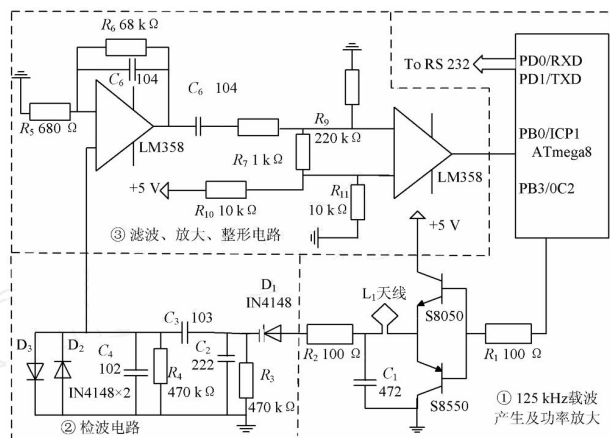 R6 68 kΩ
C6 104
R5 680 Ω
LM358
C6 104
R7 1 kΩ
R9
220 kΩ
+5 V
R10 10 kΩ
R11
10 kΩ
LM358
③ 滤波、放大、整形电路
To RS 232
PD0/RXD
PD1/TXD
PB0/ICP1
ATmega8
PB3/0C2
+5 V
D1
IN4148
L1天线
S8050
R2 100 Ω
R1 100 Ω
C1
472
S8550
① 125 kHz载波
产生及功率放大
C3 103
D3
D2
C4
102
IN4148×2
R4
470 kΩ
C2
222
R3
470 kΩ
② 检波电路